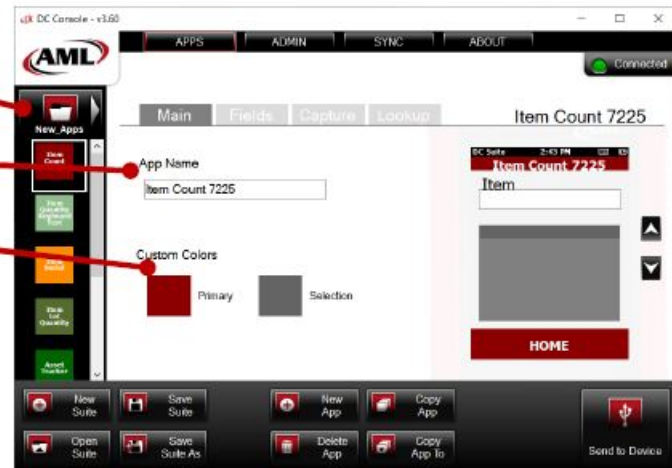 DC Console - v3.60
AML
APPS ADMIN SYNC ABOUT
Connected
New_Apps
Main Fields Capture Lookup
Item Count 7225
Item Count
Item Quantity Keyboard Text
Item Serial
Item Lot Quantity
Asset Tracker
App Name
Item Count 7225
Custom Colors
Primary
Selection
DC Suite 2:43 PM
Item Count 7225
Item
HOME
New Suite
Save Suite
New App
Copy App
Open Suite
Save Suite As
Delete App
Copy App To
Send to Device